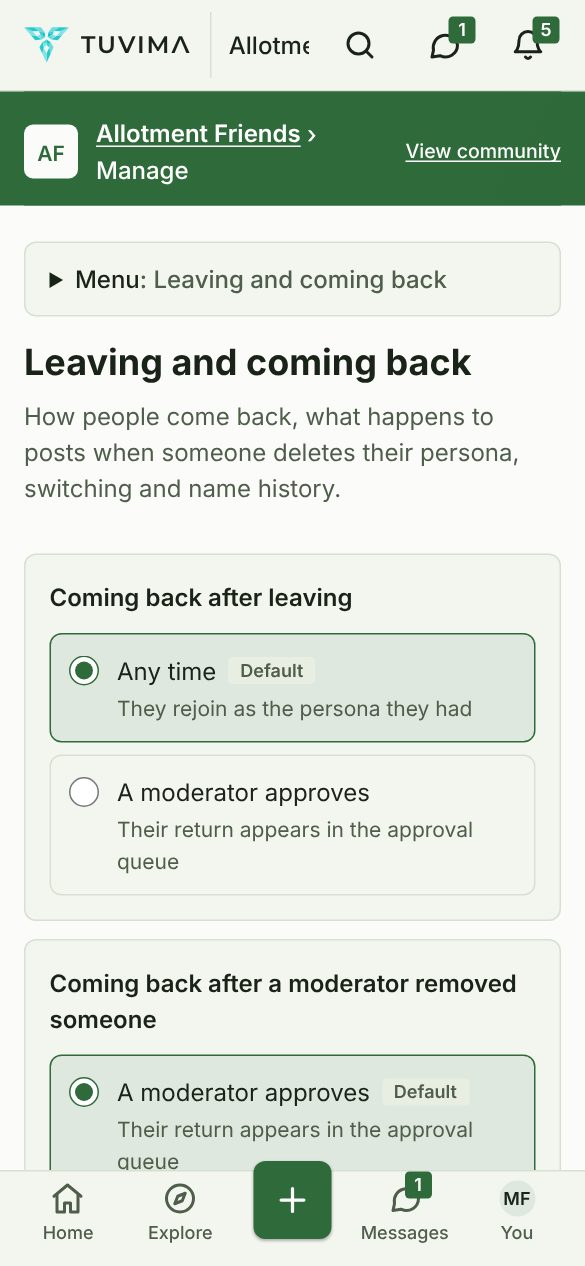 TUVIMA
Allotme
1
5
AF
Allotment Friends ›
Manage
View community
Menu: Leaving and coming back
Leaving and coming back
How people come back, what happens to
posts when someone deletes their persona,
switching and name history.
Coming back after leaving
Any time Default
They rejoin as the persona they had
A moderator approves
Their return appears in the approval
queue
Coming back after a moderator removed
someone
A moderator approves Default
Their return appears in the approval
queue
Home
Explore
1
Messages
MF
You